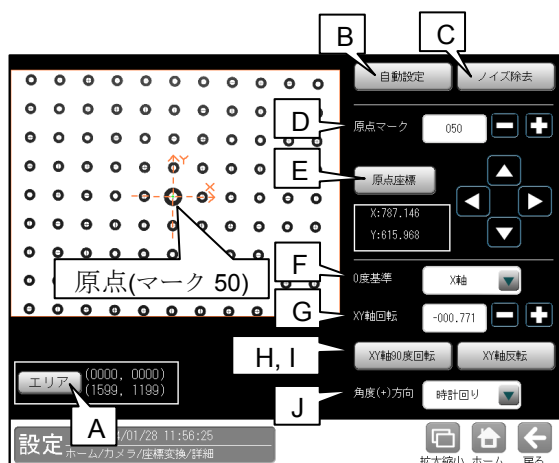 B
C
自動設定
ノイズ除去
D
原点マーク
050
E
原点座標
X:787.146
Y:615.968
Y
X
原点(マーク 50)
F
0度基準
X軸
G
XY軸回転
-000.771
H, I
XY軸90度回転
XY軸反転
J
角度(+)方向
時計回り
エリア
(0000, 0000)
(1599, 1199)
A
設定
/01/28 11:56:25
ホーム/カメラ/座標変換/詳細
拡大縮小
ホーム
戻る